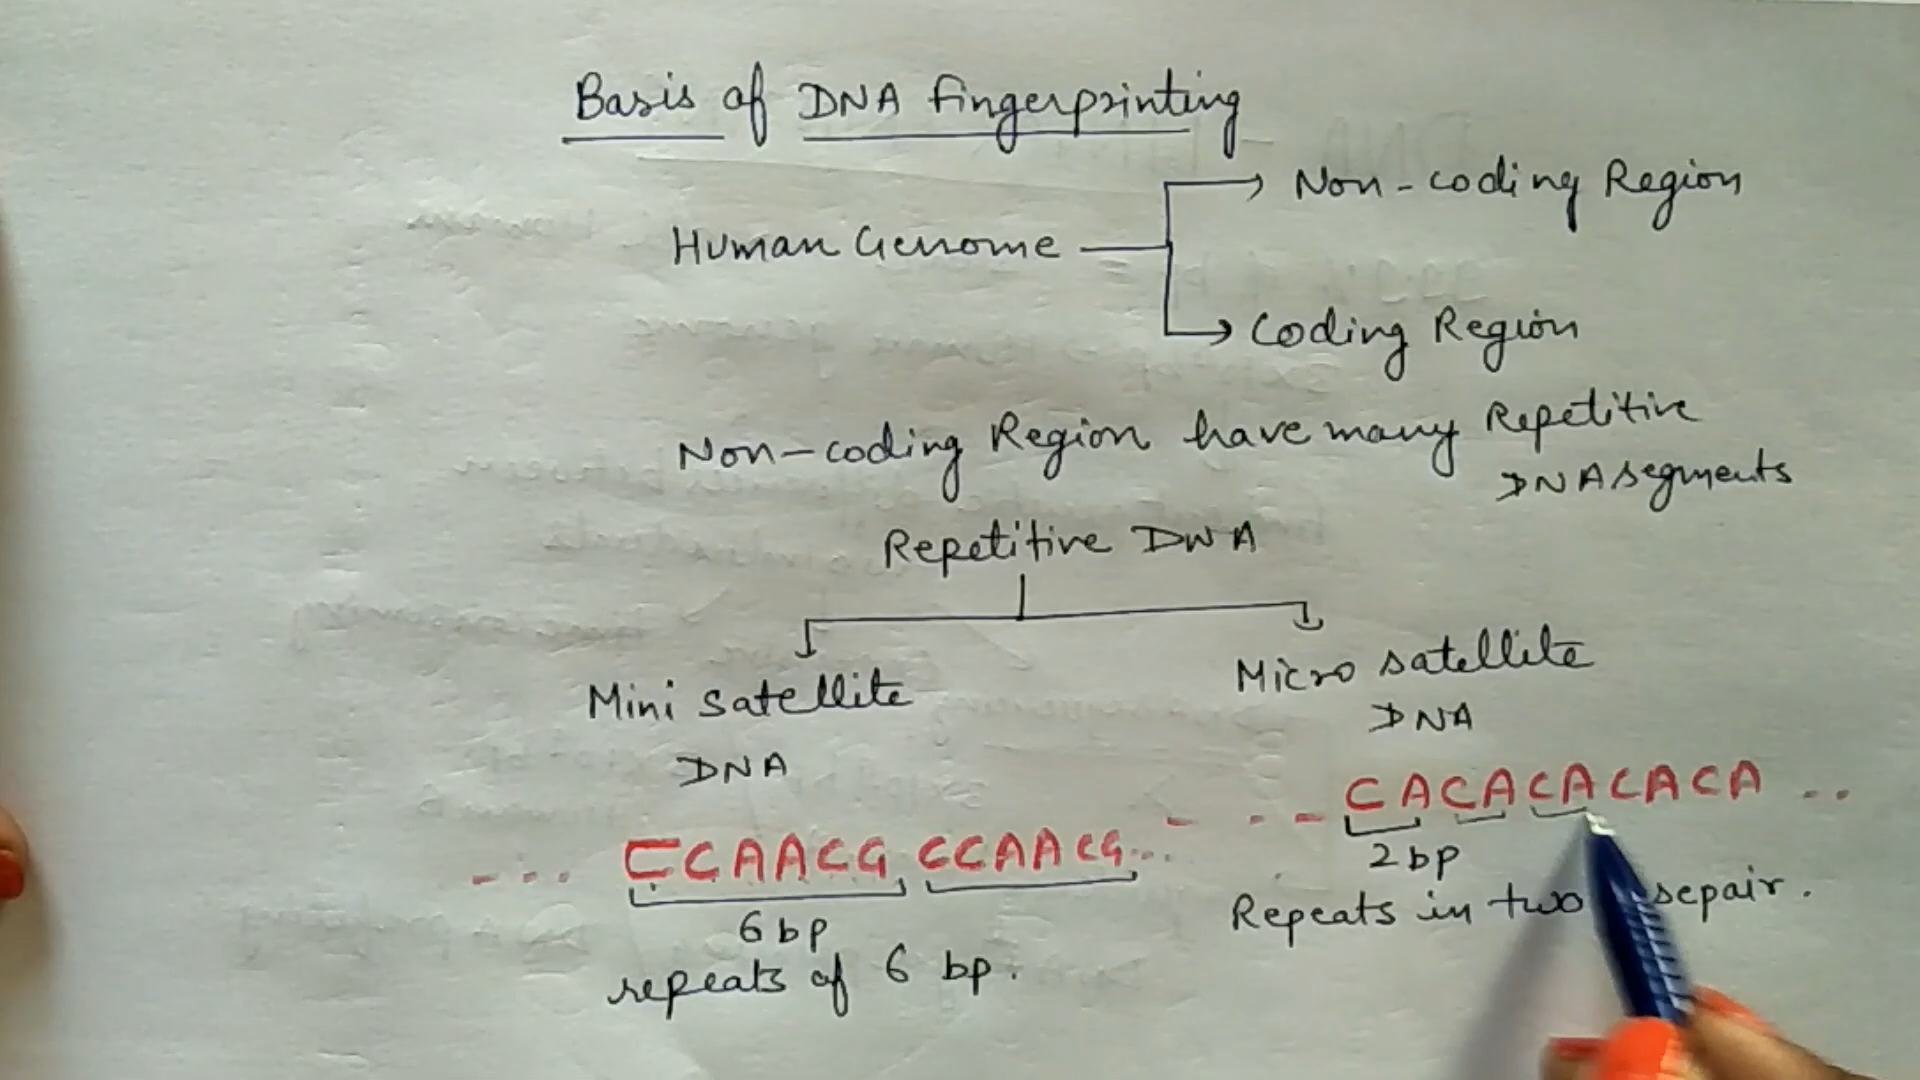 Basis of DNA fingerprinting
Non-coding Region
Human Genome
Coding Region
Non-coding Region have many Repetitive
DNA segments
Repetitive DNA
Mini satellite
DNA
Micro satellite
DNA
CACACACACA ..
... CCAACG CCAACG...
2bp
6bp
Repeats in two sepair.
repeats of 6 bp.